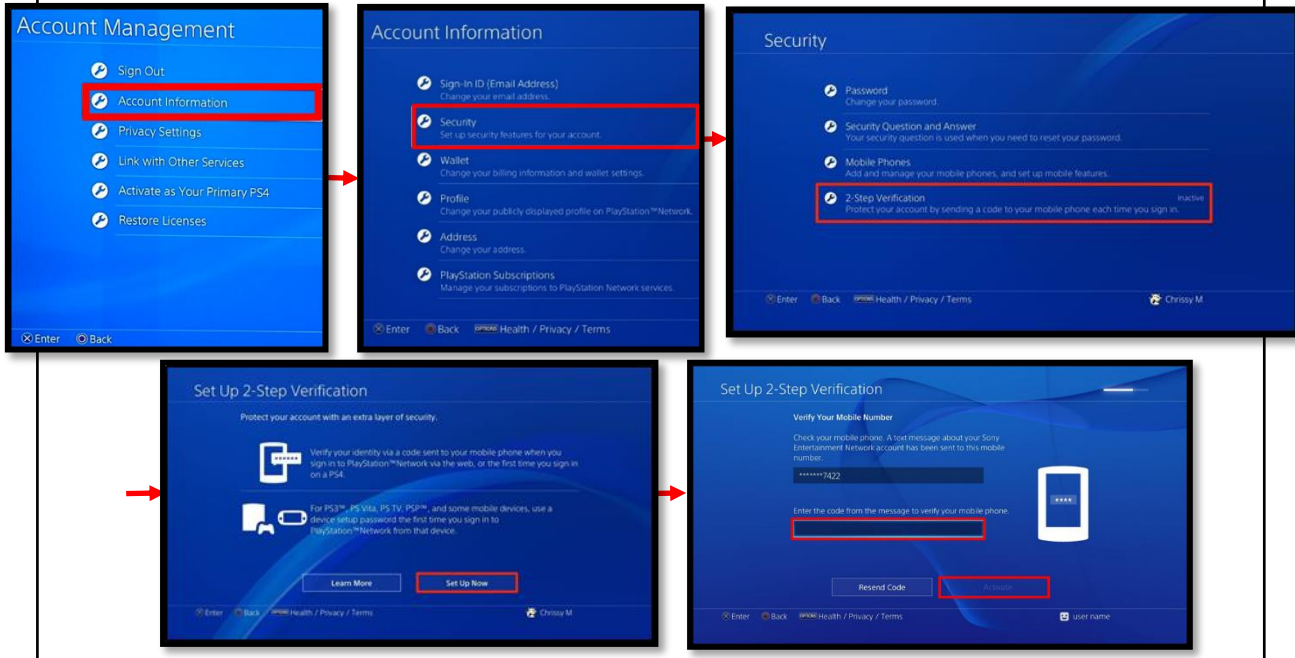 Account Management
Sign Out
Account Information
Privacy Settings
Link with Other Services
Activate as Your Primary PS4
Restore Licenses
Enter Back
Account Information
Sign-In ID (Email Address)
Change your email address.
Security
Set up security features for your account.
Wallet
Change your billing information and wallet settings.
Profile
Change your publicly displayed profile on PlayStation™Network.
Address
Change your address.
PlayStation Subscriptions
Manage your subscriptions to PlayStation Network services.
Enter Back OPTIONS Health / Privacy / Terms
Security
Password
Change your password.
Security Question and Answer
Your security question is used when you need to reset your password.
Mobile Phones
Add and manage your mobile phones, and set up mobile features.
2-Step Verification Inactive
Protect your account by sending a code to your mobile phone each time you sign in.
Enter Back OPTIONS Health / Privacy / Terms Chrissy M
Set Up 2-Step Verification
Protect your account with an extra layer of security.
Verify your identity via a code sent to your mobile phone when you
sign in to PlayStation™Network via the web, or the first time you sign in
on a PS4.
For PS3™, PS Vita, PS TV, PSP™, and some mobile devices, use a
device setup password the first time you sign in to
PlayStation™Network from that device.
Learn More Set Up Now
Enter Back OPTIONS Health / Privacy / Terms Chrissy M
Set Up 2-Step Verification
Verify Your Mobile Number
Check your mobile phone. A text message about your Sony
Entertainment Network account has been sent to this mobile
number.
*******7422
Enter the code from the message to verify your mobile phone.
Resend Code Activate
Enter Back OPTIONS Health / Privacy / Terms user name